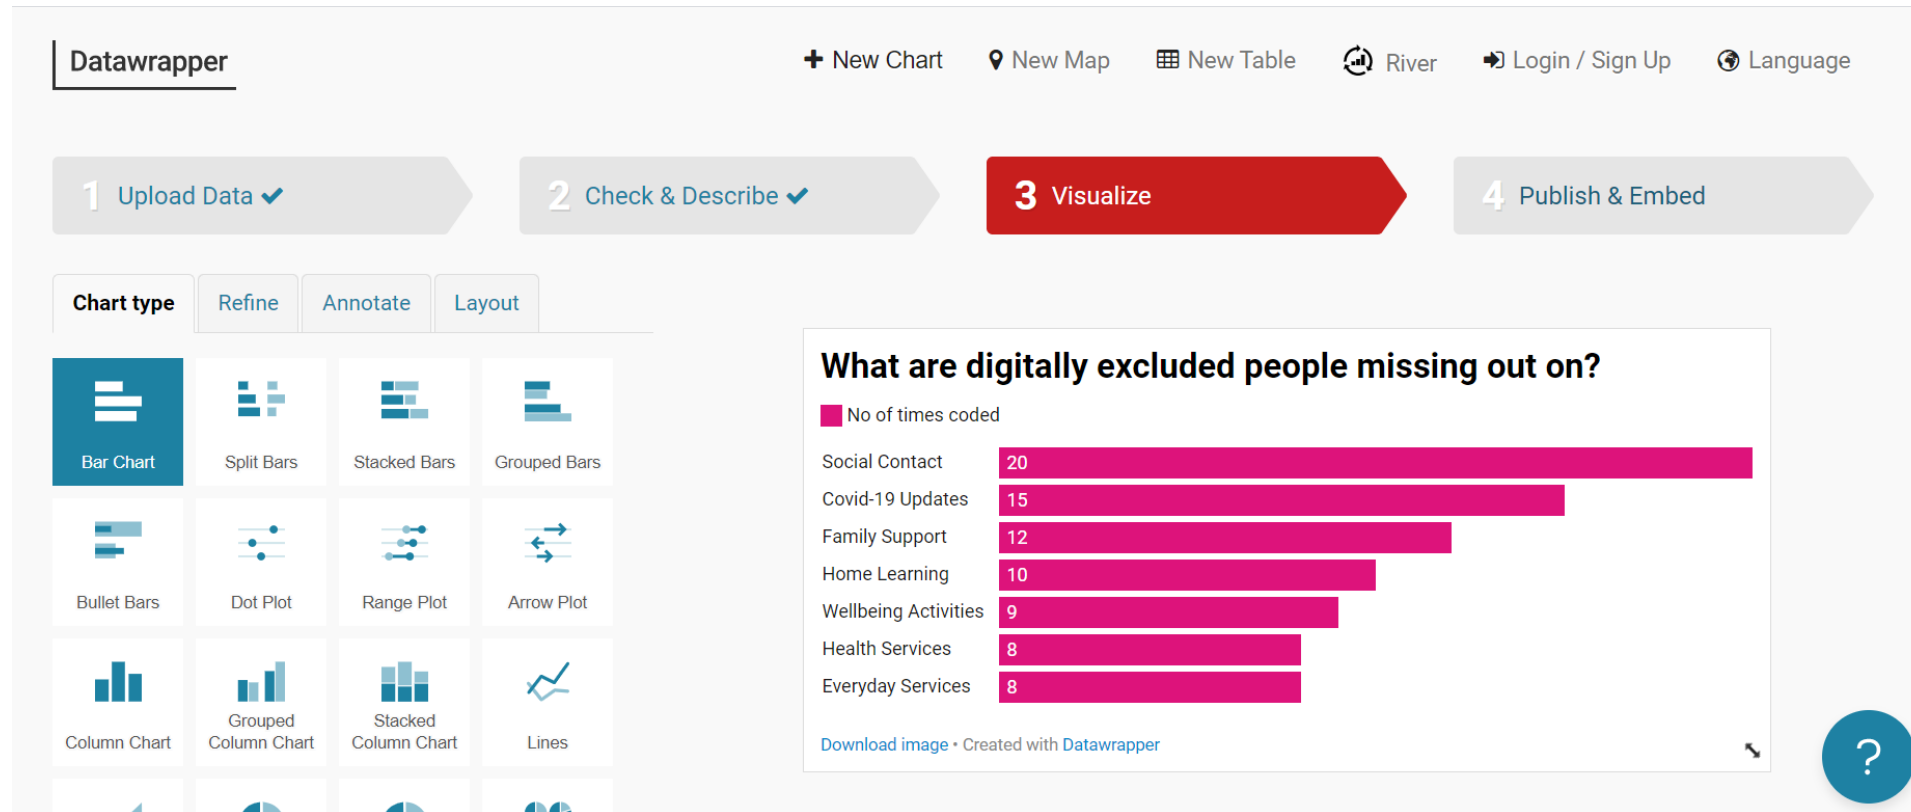 Datawrapper
New Chart
New Map
New Table
River
Login / Sign Up
Language
1 Upload Data
2 Check & Describe
3 Visualize
4 Publish & Embed
Chart type
Refine
Annotate
Layout
Bar Chart
Split Bars
Stacked Bars
Grouped Bars
Bullet Bars
Dot Plot
Range Plot
Arrow Plot
Column Chart
Grouped
Column Chart
Stacked
Column Chart
Lines
What are digitally excluded people missing out on?
No of times coded
Social Contact 20
Covid-19 Updates 15
Family Support 12
Home Learning 10
Wellbeing Activities 9
Health Services 8
Everyday Services 8
Download image • Created with Datawrapper
?